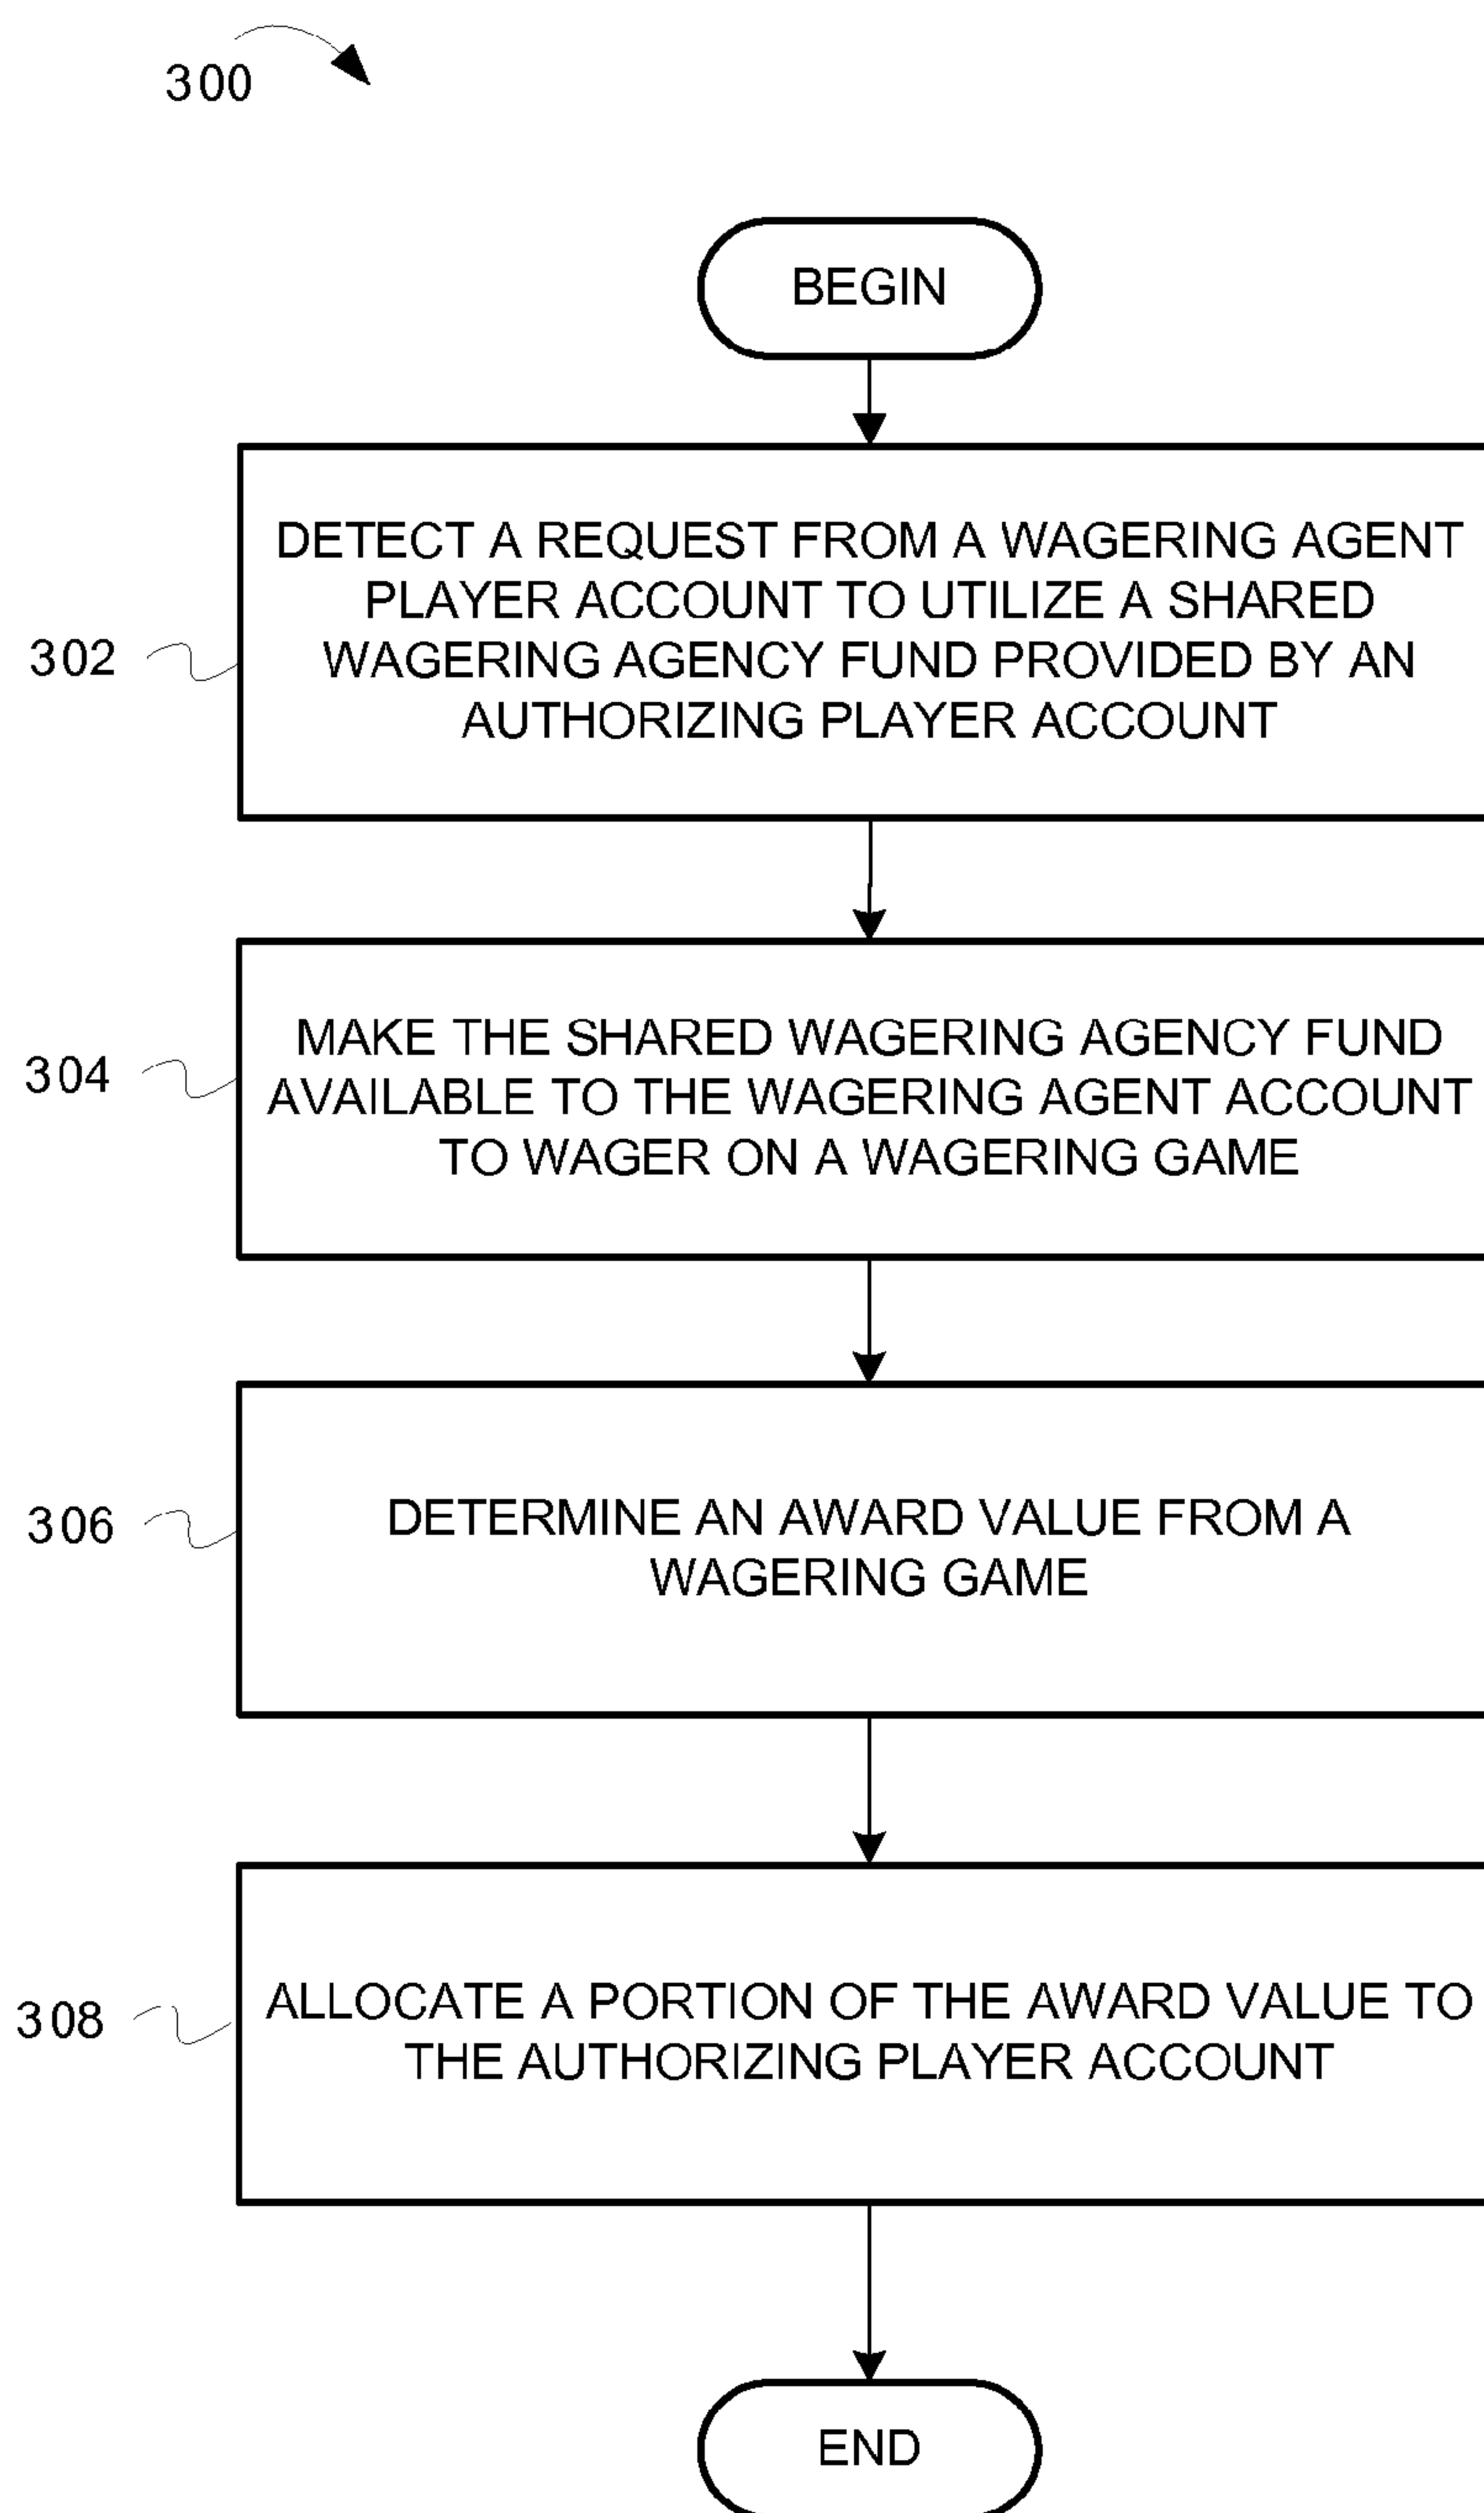 300
BEGIN
302
DETECT A REQUEST FROM A WAGERING AGENT
PLAYER ACCOUNT TO UTILIZE A SHARED
WAGERING AGENCY FUND PROVIDED BY AN
AUTHORIZING PLAYER ACCOUNT
304
MAKE THE SHARED WAGERING AGENCY FUND
AVAILABLE TO THE WAGERING AGENT ACCOUNT
TO WAGER ON A WAGERING GAME
306
DETERMINE AN AWARD VALUE FROM A
WAGERING GAME
308
ALLOCATE A PORTION OF THE AWARD VALUE TO
THE AUTHORIZING PLAYER ACCOUNT
END